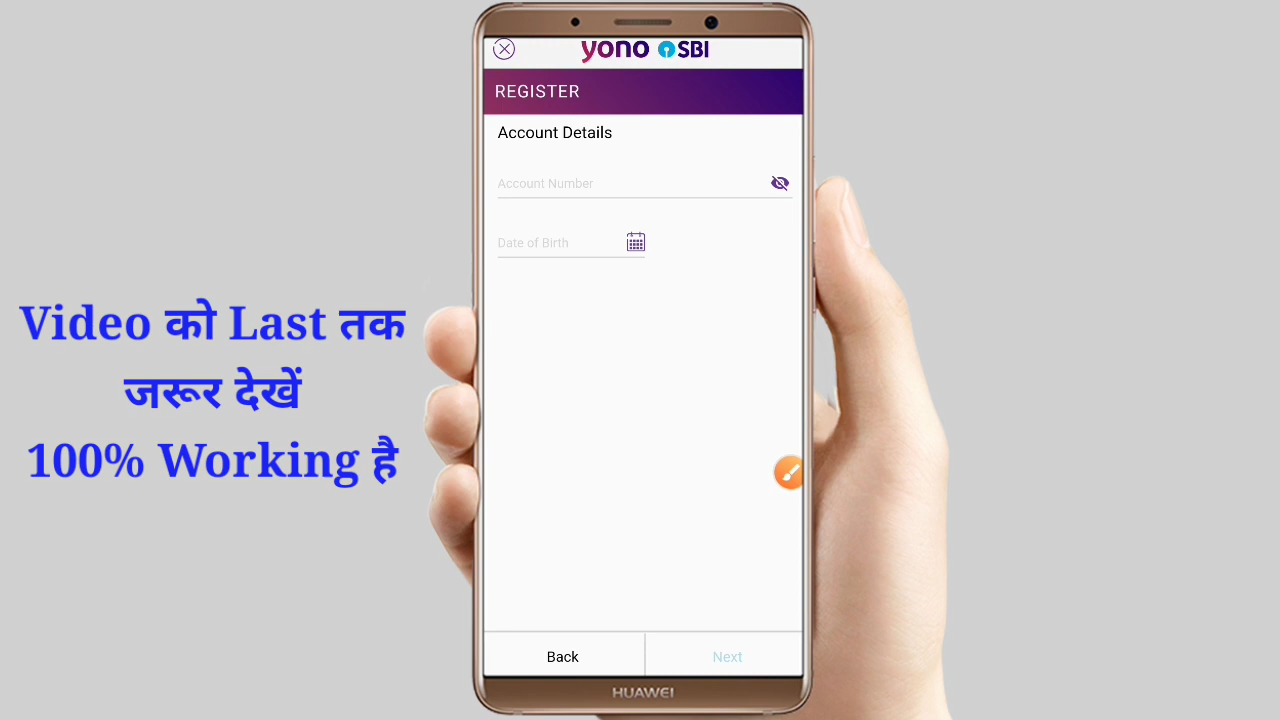 yono SBI
REGISTER
Account Details
Account Number
Date of Birth
Video को Last तक
जरूर देखें
100% Working है
Back
Next
HUAWEI